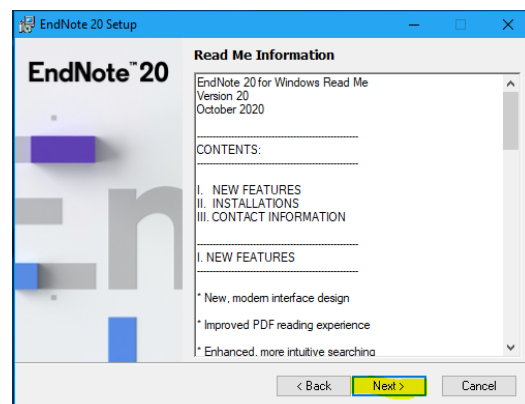 EndNote 20 Setup
EndNote™ 20
Read Me Information
EndNote 20 for Windows Read Me
Version 20
October 2020
------------------------------------------------------
CONTENTS:
------------------------------------------------------
I. NEW FEATURES
II. INSTALLATIONS
III. CONTACT INFORMATION
------------------------------------------------------
I. NEW FEATURES
------------------------------------------------------
* New, modern interface design
* Improved PDF reading experience
* Enhanced, more intuitive searching
< Back
Next >
Cancel